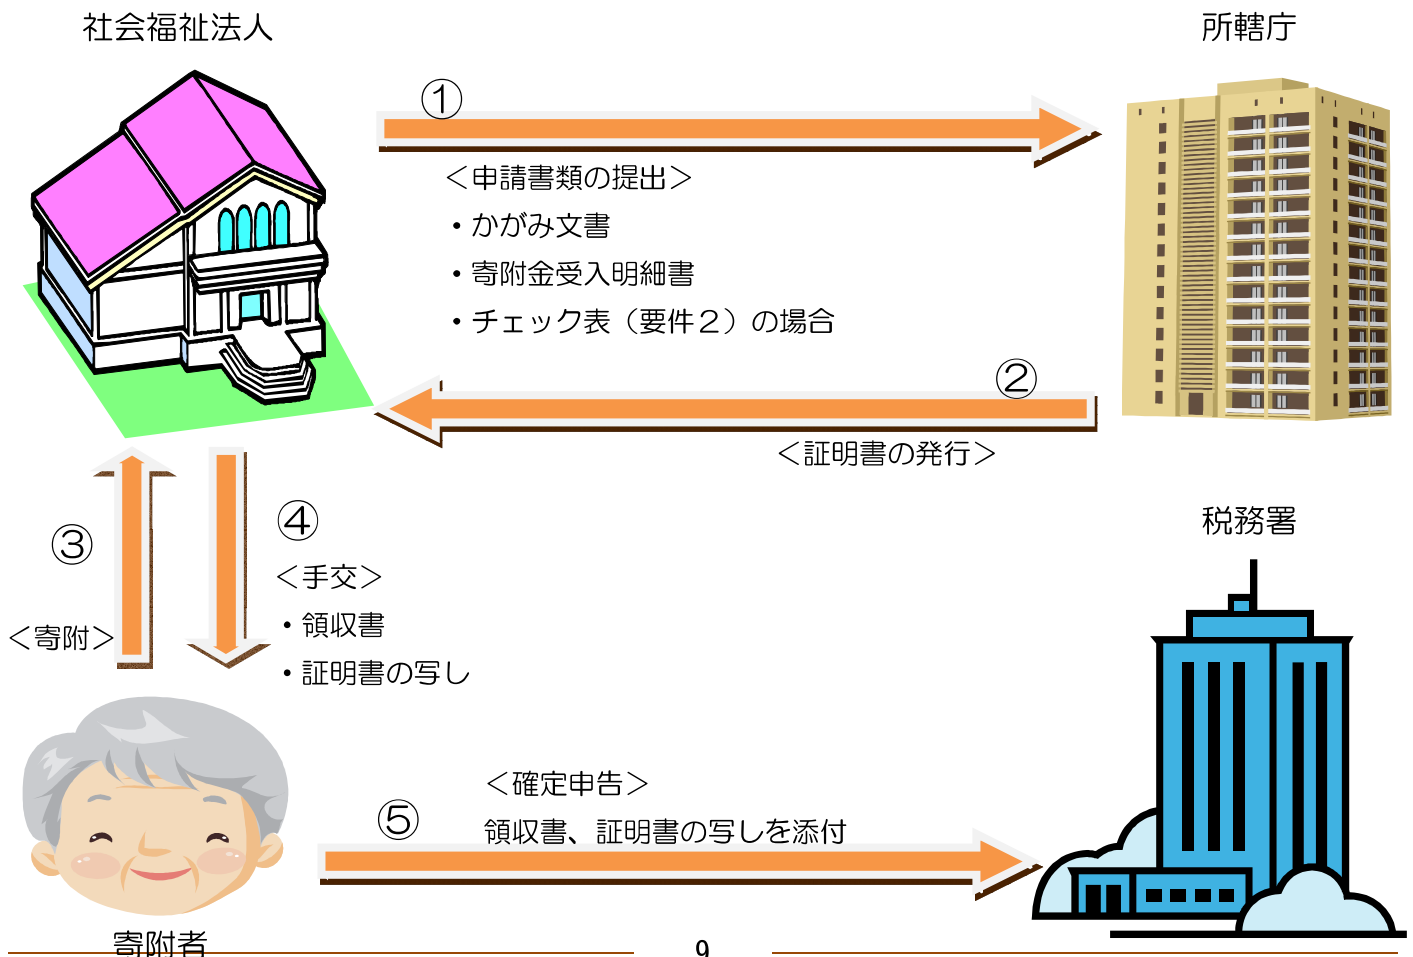 社会福祉法人
所轄庁
①
＜申請書類の提出＞
・かがみ文書
・寄附金受入明細書
・チェック表（要件２）の場合
②
＜証明書の発行＞
③
＜寄附＞
④
＜手交＞
・領収書
・証明書の写し
税務署
⑤
＜確定申告＞
領収書、証明書の写しを添付
寄附者
9